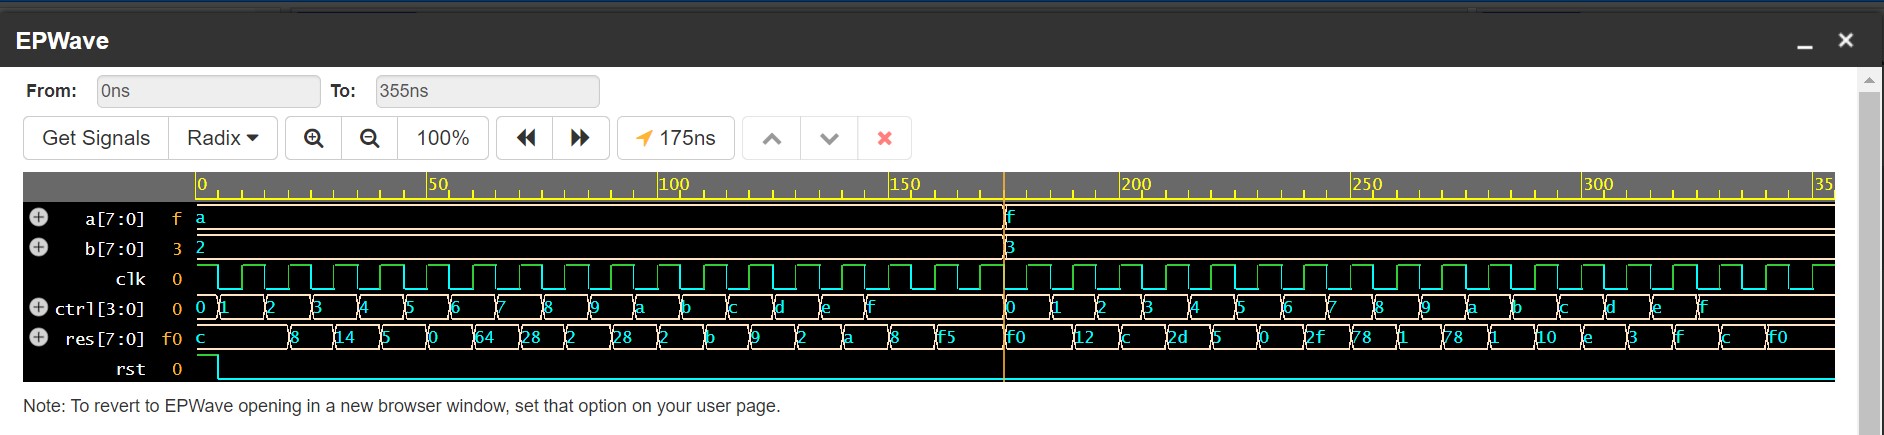 EPWave
From: 0ns To: 355ns
Get Signals Radix 100% 175ns
0 50 100 150 200 250 300 35
a[7:0] f a f
b[7:0] 3 2 3
clk 0
ctrl[3:0] 0 0 1 2 3 4 5 6 7 8 9 a b c d e f 0 1 2 3 4 5 6 7 8 9 a b c d e f
res[7:0] f0 c 8 14 5 0 64 28 2 28 2 b 9 2 a 8 f5 f0 12 c 2d 5 0 2f 78 1 78 1 10 e 3 f c f0
rst 0
Note: To revert to EPWave opening in a new browser window, set that option on your user page.